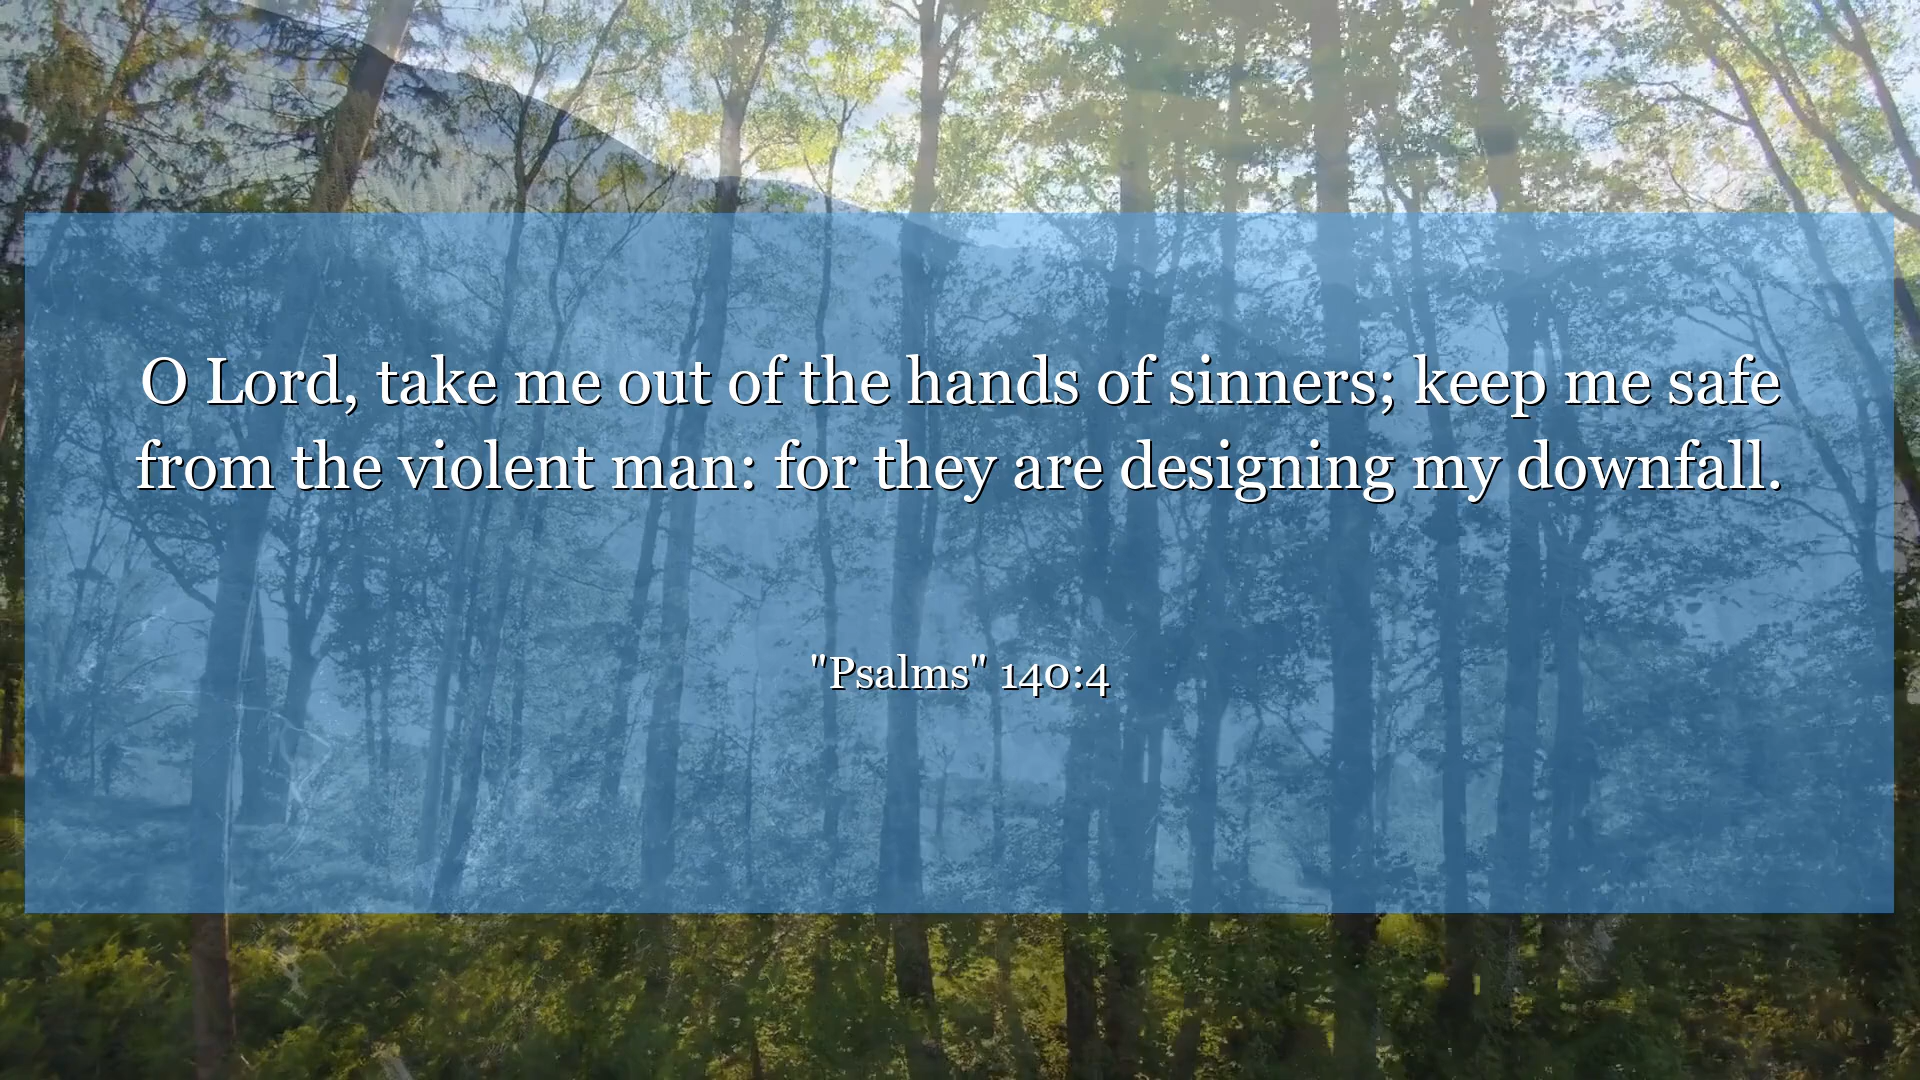 O Lord, take me out of the hands of sinners; keep me safe
from the violent man: for they are designing my downfall.
"Psalms" 140:4